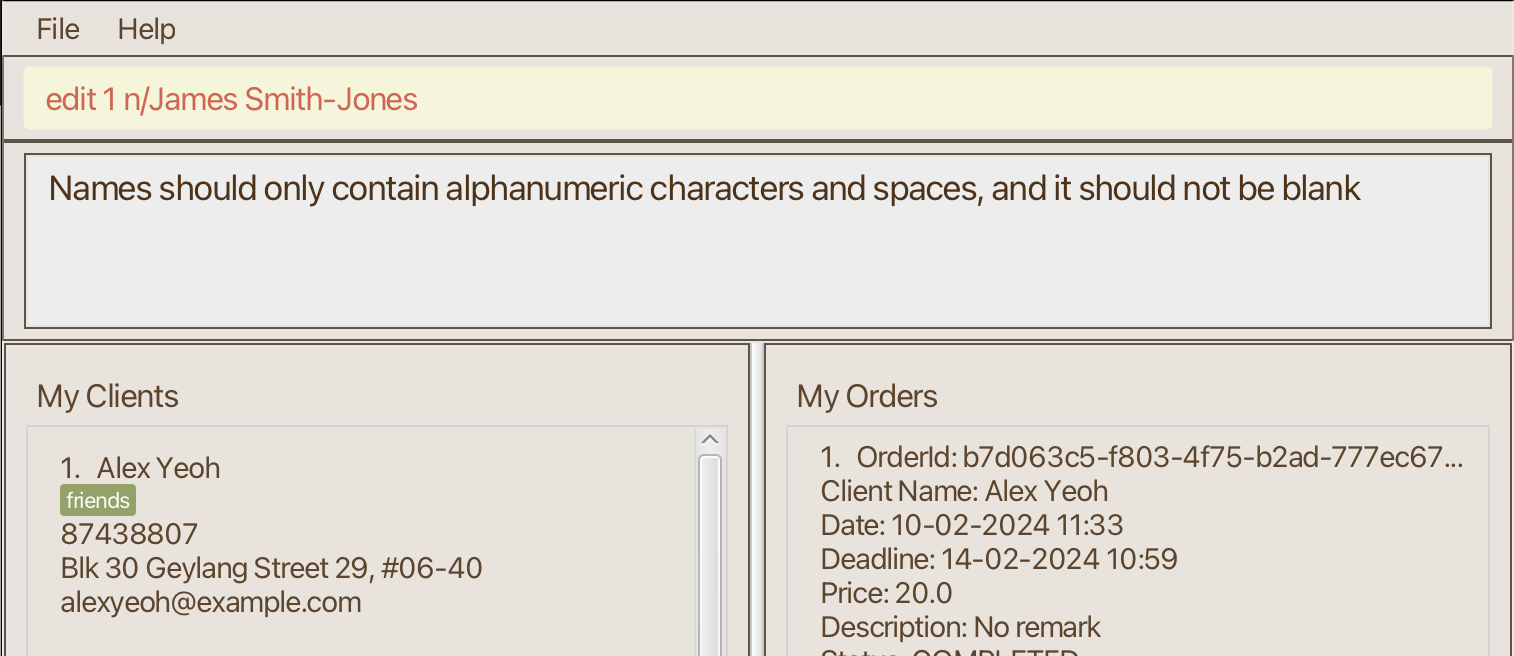 File Help
edit 1 n/James Smith-Jones
Names should only contain alphanumeric characters and spaces, and it should not be blank
My Clients
1. Alex Yeoh
friends
87438807
Blk 30 Geylang Street 29, #06-40
alexyeoh@example.com
My Orders
1. OrderId: b7d063c5-f803-4f75-b2ad-777ec67...
Client Name: Alex Yeoh
Date: 10-02-2024 11:33
Deadline: 14-02-2024 10:59
Price: 20.0
Description: No remark
Status: COMPLETED